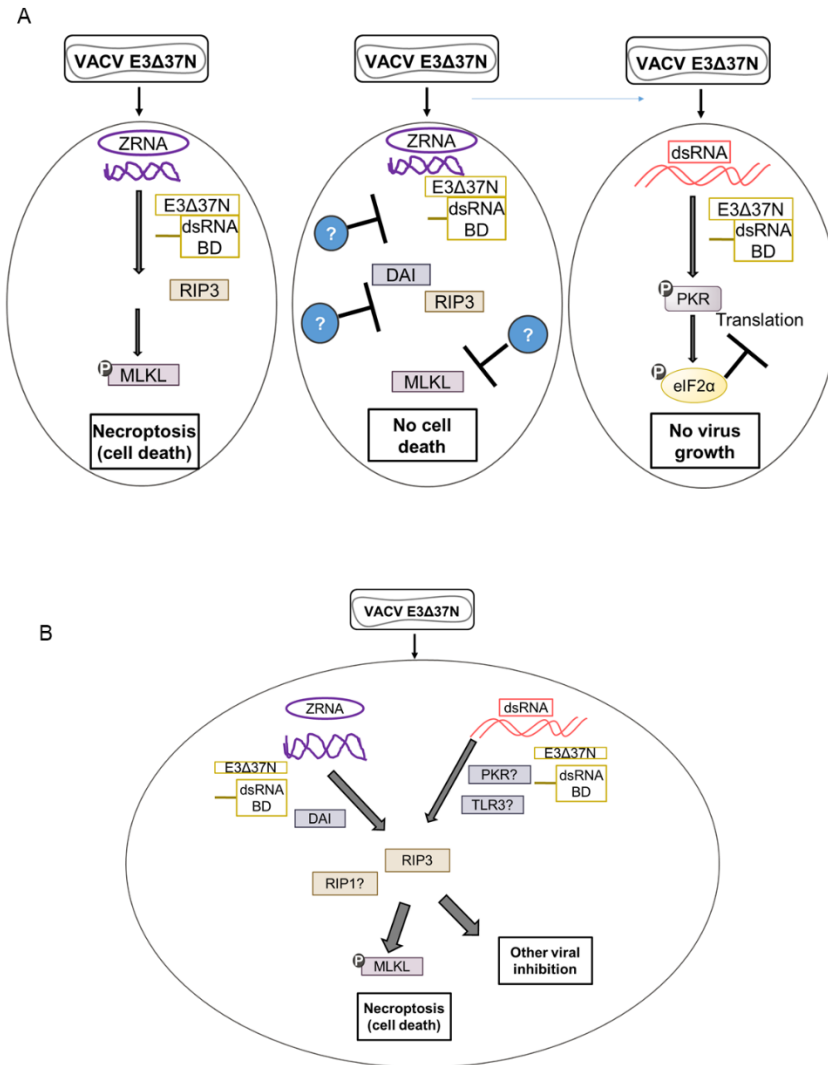 A
VACV E3Δ37N
ZRNA
E3Δ37N
dsRNA
BD
RIP3
P
MLKL
Necroptosis
(cell death)
VACV E3Δ37N
ZRNA
E3Δ37N
dsRNA
BD
?
DAI
RIP3
?
?
MLKL
No cell
death
VACV E3Δ37N
dsRNA
E3Δ37N
dsRNA
BD
P
PKR
Translation
P
eIF2α
No virus
growth
B
VACV E3Δ37N
ZRNA
dsRNA
E3Δ37N
dsRNA
BD
DAI
E3Δ37N
PKR?
dsRNA
BD
TLR3?
RIP3
RIP1?
P
MLKL
Other viral
inhibition
Necroptosis
(cell death)